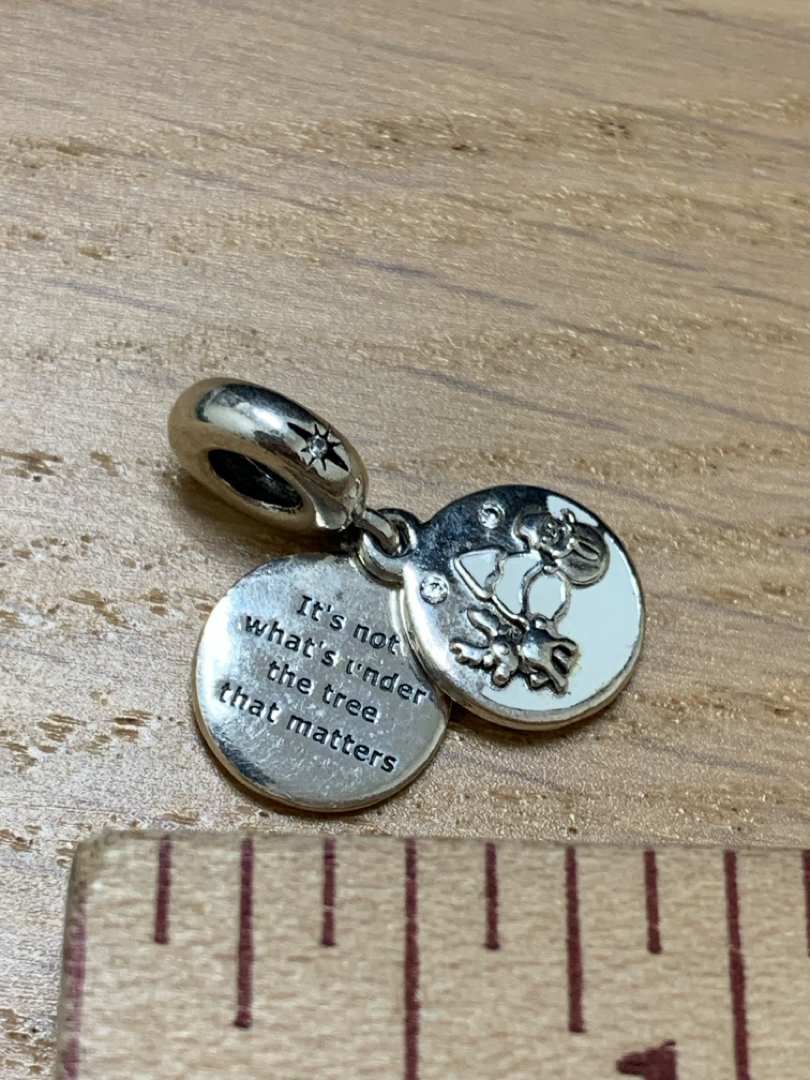 It's not
what's under
the tree
that matters